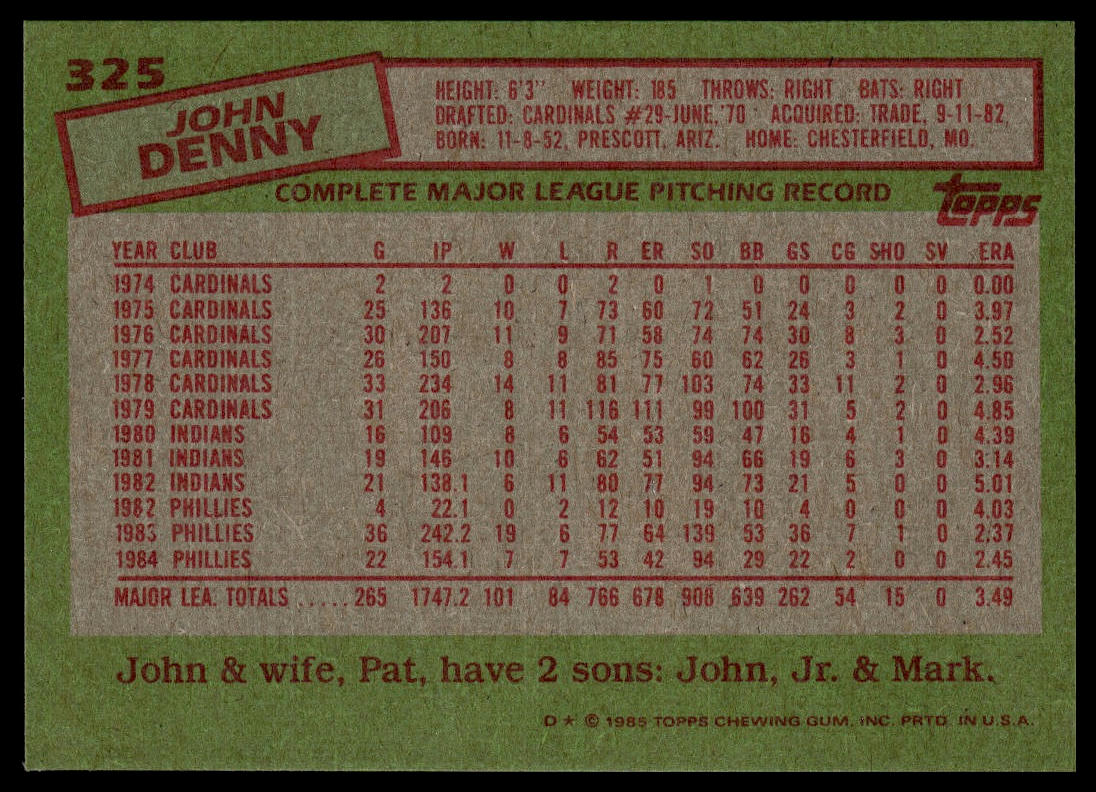 325
JOHN
DENNY
HEIGHT: 6'3" WEIGHT: 185 THROWS: RIGHT BATS: RIGHT
DRAFTED: CARDINALS #29-JUNE, '70 ACQUIRED: TRADE, 9-11-82
BORN: 11-8-52, PRESCOTT, ARIZ. HOME: CHESTERFIELD, MO.
COMPLETE MAJOR LEAGUE PITCHING RECORD
Topps
YEAR CLUB G IP W L R ER SO BB GS CG SHO SV ERA
1974 CARDINALS 2 2 0 0 2 0 1 0 0 0 0 0 0.00
1975 CARDINALS 25 136 10 7 73 60 72 51 24 3 2 0 3.97
1976 CARDINALS 30 207 11 9 71 58 74 74 30 8 3 0 2.52
1977 CARDINALS 26 150 8 8 85 75 60 62 26 3 1 0 4.50
1978 CARDINALS 33 234 14 11 81 77 103 74 33 11 2 0 2.96
1979 CARDINALS 31 206 8 11 116 111 99 100 31 5 2 0 4.85
1980 INDIANS 16 109 8 6 54 53 59 47 16 4 1 0 4.39
1981 INDIANS 19 146 10 6 62 51 94 66 19 6 3 0 3.14
1982 INDIANS 21 138.1 6 11 80 77 94 73 21 5 0 0 5.01
1982 PHILLIES 4 22.1 0 2 12 10 19 10 4 0 0 0 4.03
1983 PHILLIES 36 242.2 19 6 77 64 139 53 36 7 1 0 2.37
1984 PHILLIES 22 154.1 7 7 53 42 94 29 22 2 0 0 2.45
MAJOR LEA. TOTALS ..... 265 1747.2 101 84 766 678 908 639 262 54 15 0 3.49
John & wife, Pat, have 2 sons: John, Jr. & Mark.
D ★ © 1985 TOPPS CHEWING GUM, INC. PRTD. IN U.S.A.